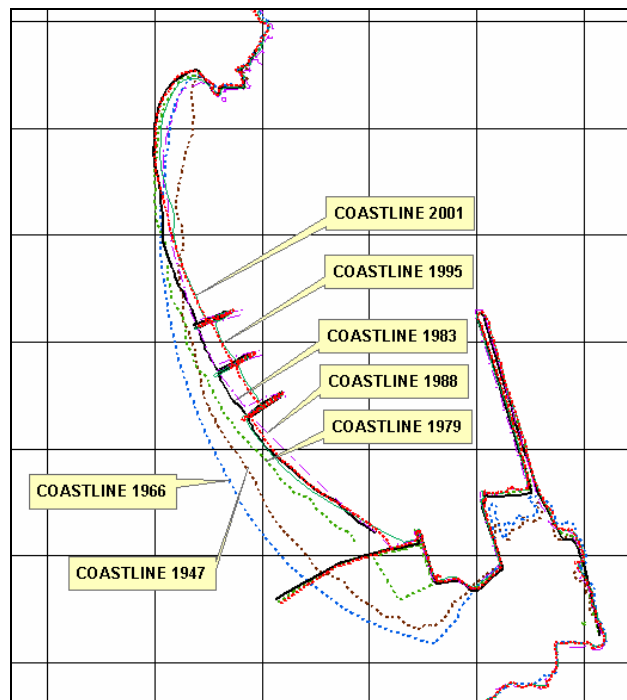 COASTLINE 2001
COASTLINE 1995
COASTLINE 1983
COASTLINE 1988
COASTLINE 1979
COASTLINE 1966
COASTLINE 1947